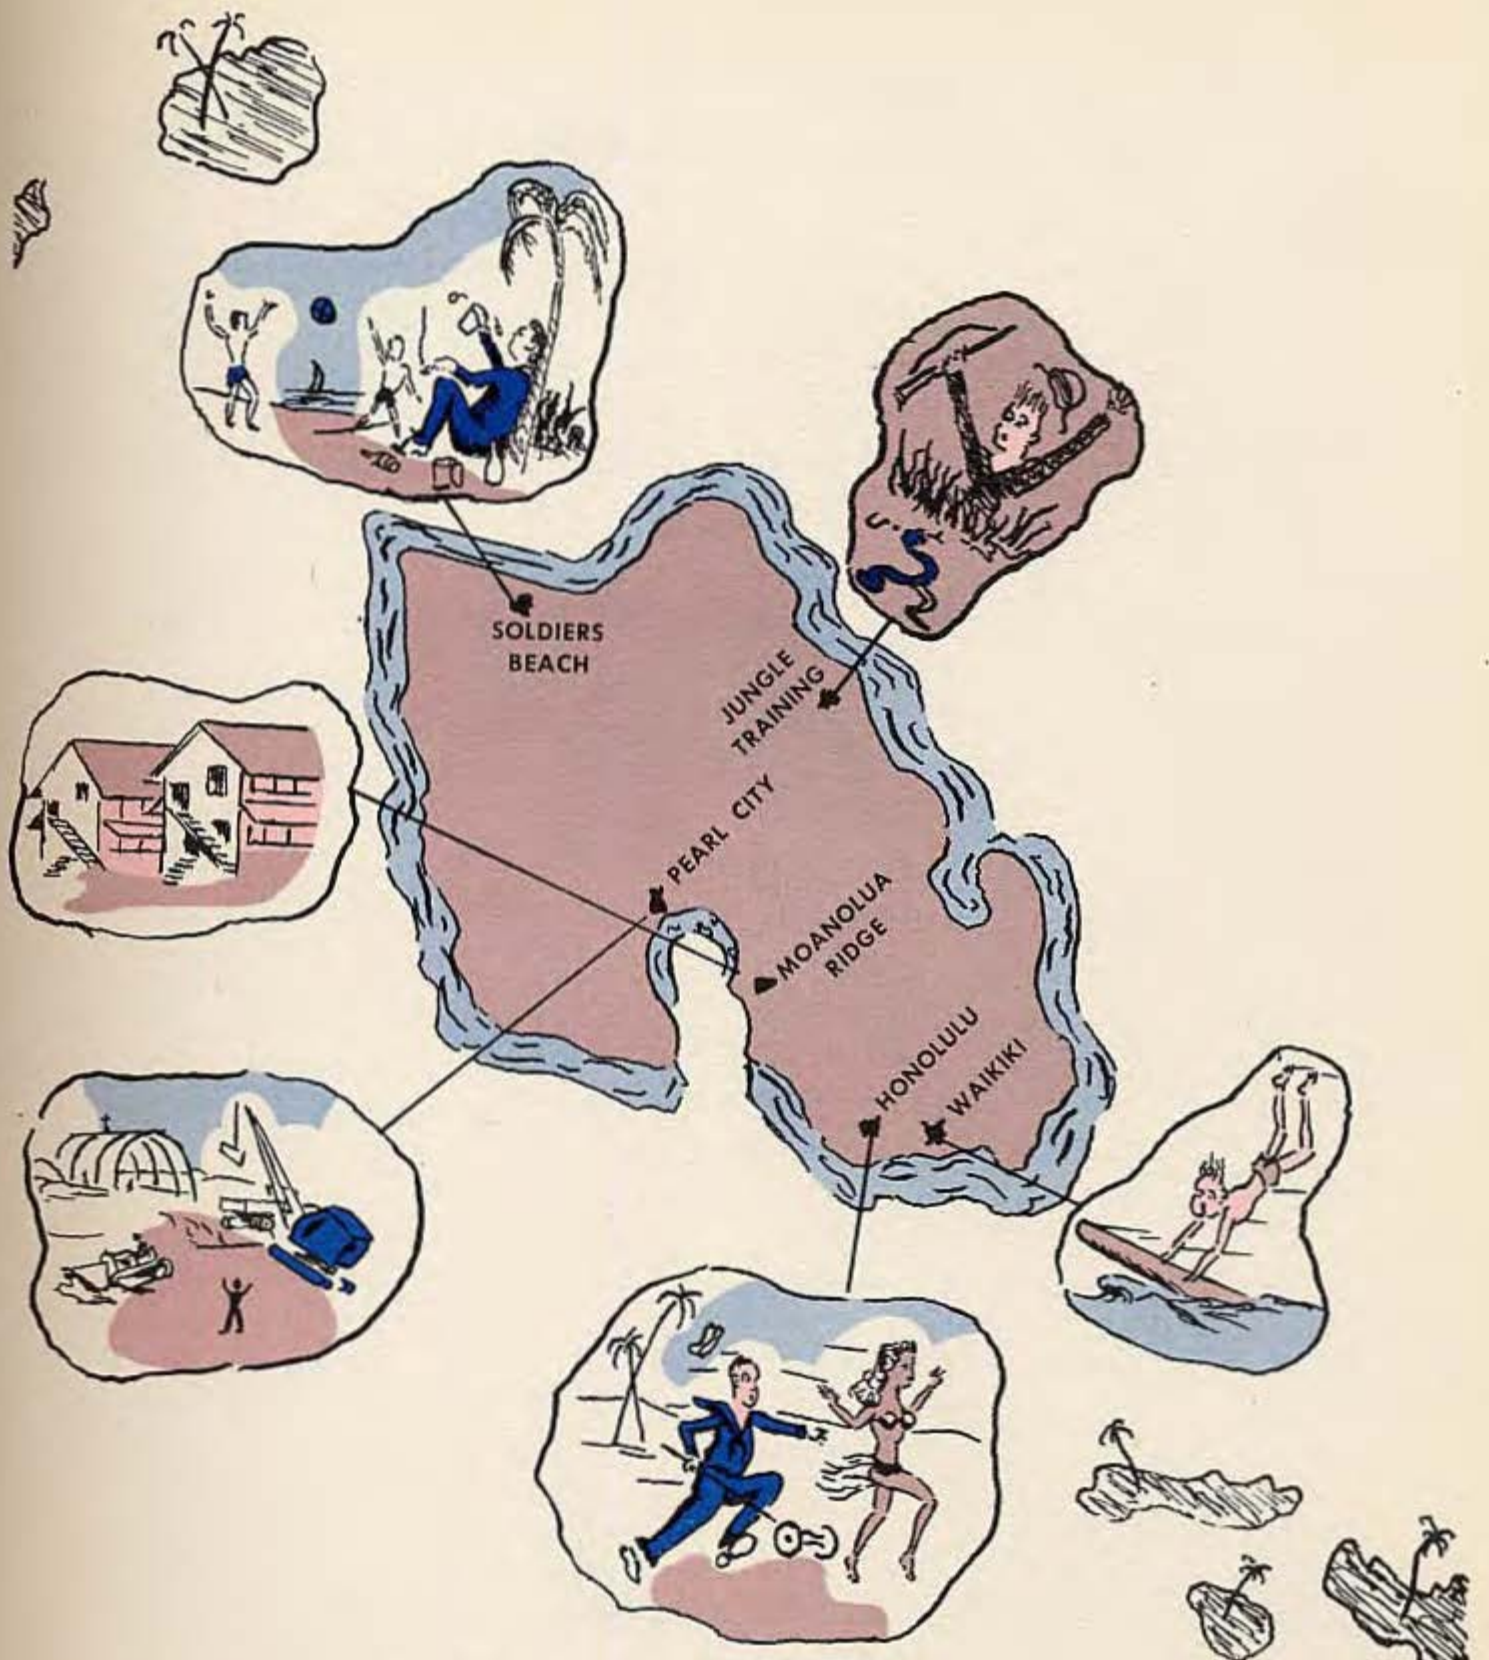 SOLDIERS
BEACH
JUNGLE
TRAINING
PEARL CITY
MOANOLUA
RIDGE
HONOLULU
WAIKIKI